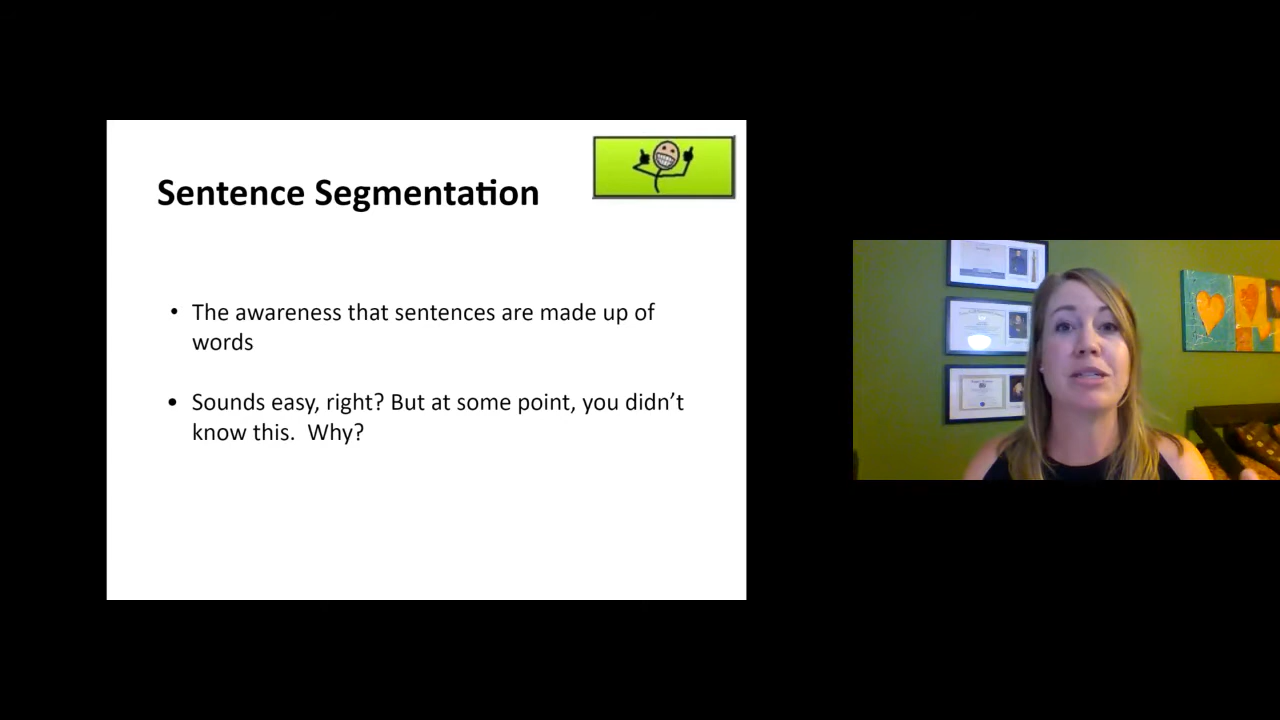 Sentence Segmentation
• The awareness that sentences are made up of
words
• Sounds easy, right? But at some point, you didn’t
know this.  Why?